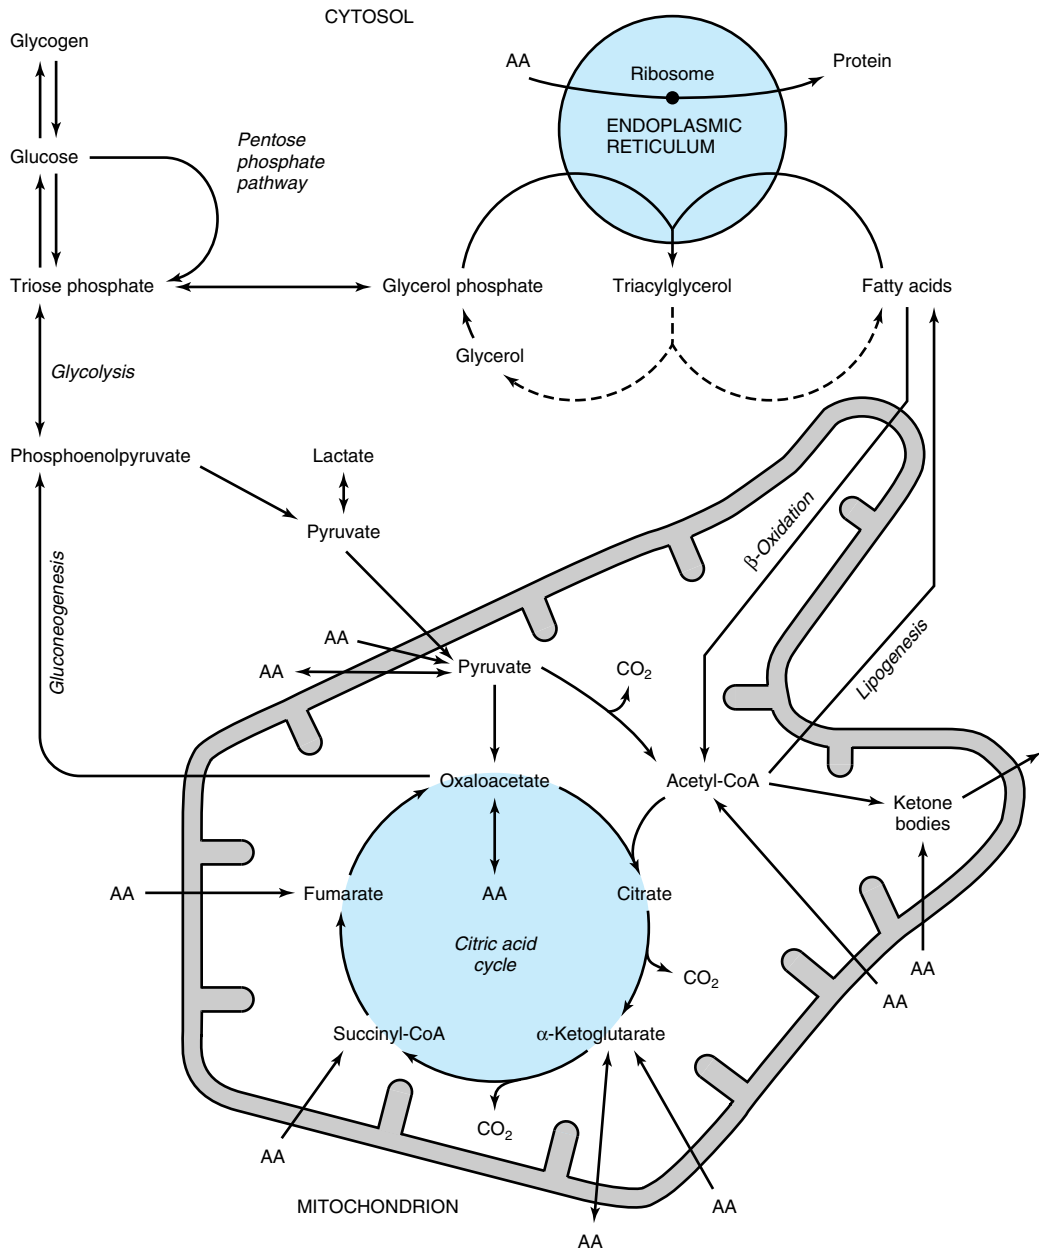 CYTOSOL
Glycogen
AA
Ribosome
Protein
ENDOPLASMIC
RETICULUM
Glucose
Pentose
phosphate
pathway
Triose phosphate
Glycerol phosphate
Triacylglycerol
Fatty acids
Glycerol
Glycolysis
Phosphoenolpyruvate
Lactate
Pyruvate
β-Oxidation
Gluconeogenesis
AA
AA
Pyruvate
CO2
Lipogenesis
Oxaloacetate
Acetyl-CoA
Ketone
bodies
AA
Fumarate
AA
Citrate
Citric acid
cycle
CO2
AA
AA
Succinyl-CoA
α-Ketoglutarate
CO2
AA
MITOCHONDRION
AA
AA